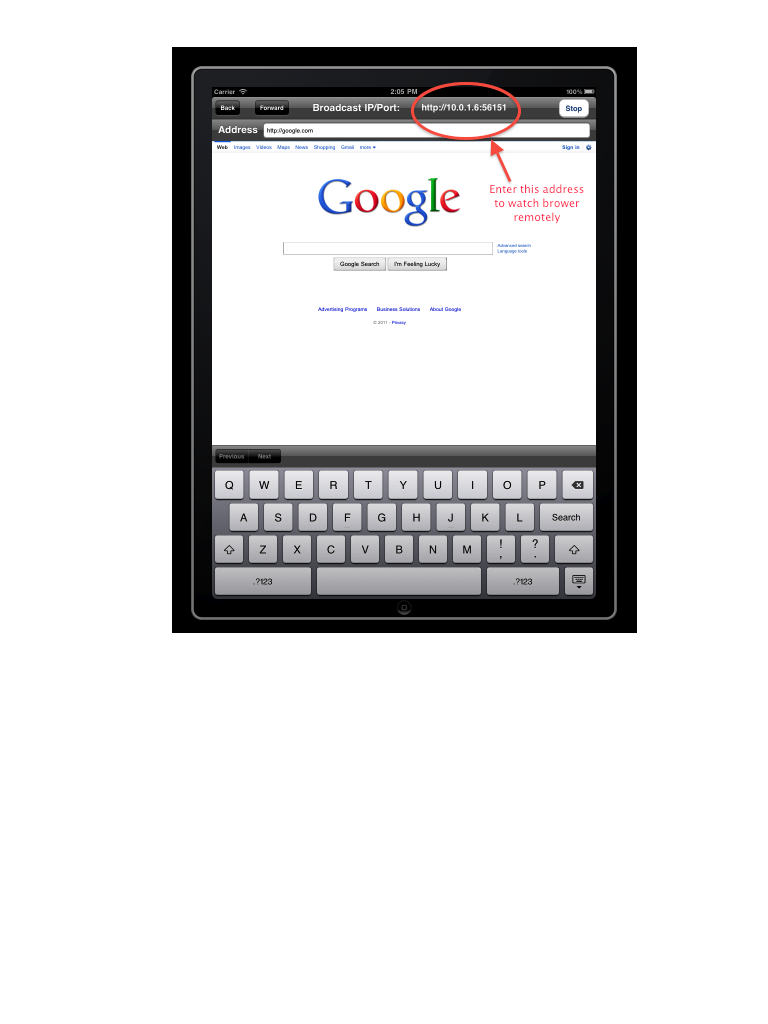 Carrier 2:05 PM 100%
Back Forward Broadcast IP/Port: http://10.0.1.6:56151 Stop
Address http://google.com
Web Images Videos Maps News Shopping Gmail more Sign in
Enter this address
to watch brower
remotely
Google
Advanced search
Language tools
Google Search I'm Feeling Lucky
Advertising Programs Business Solutions About Google
© 2011 - Privacy
Previous Next
Q W E R T Y U I O P
A S D F G H J K L Search
Z X C V B N M ! , ? .
.?123 .?123